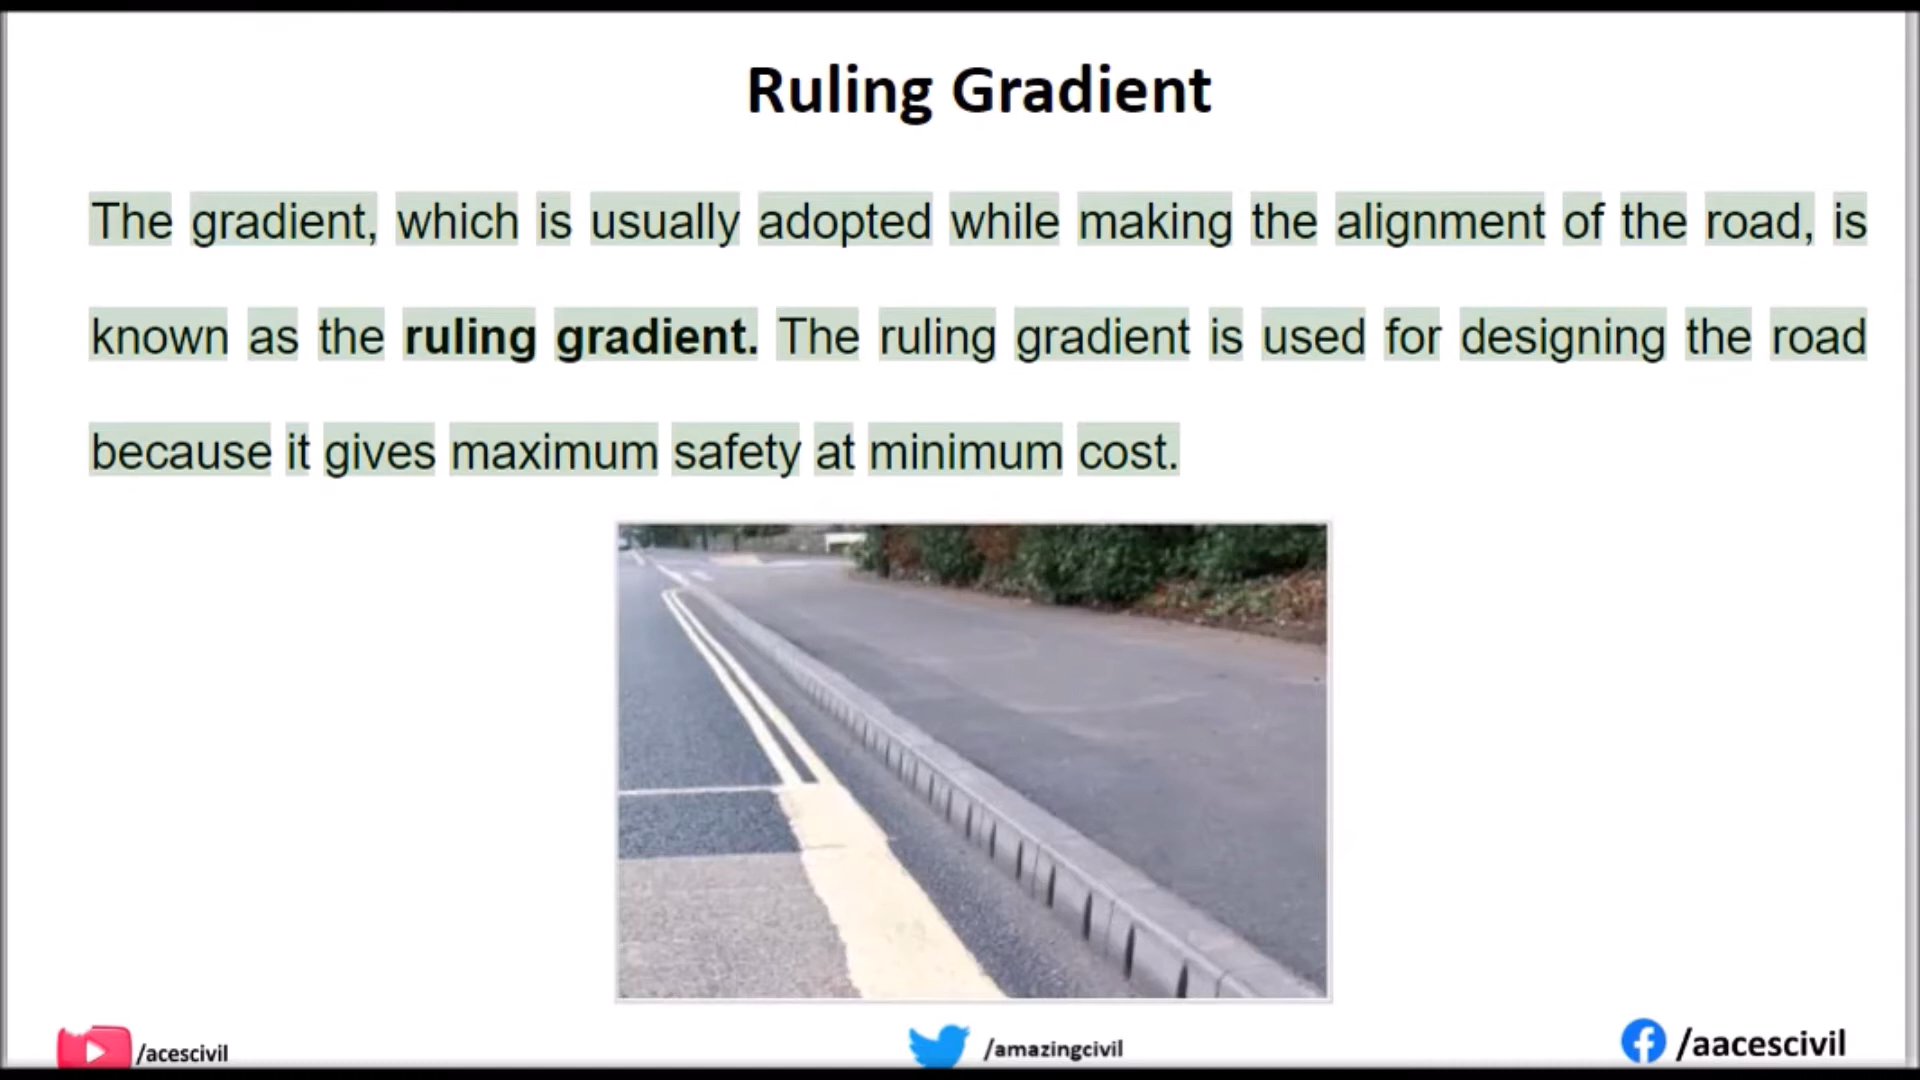 Ruling Gradient
The gradient, which is usually adopted while making the alignment of the road, is
known as the ruling gradient. The ruling gradient is used for designing the road
because it gives maximum safety at minimum cost.
/acescivil
/amazingcivil
/aacescivil